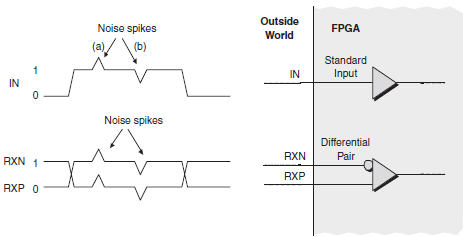 Noise spikes
(a) (b)
IN 1
0
Noise spikes
RXN 1
RXP 0
Outside
World
FPGA
Standard
Input
IN
Differential
Pair
RXN
RXP